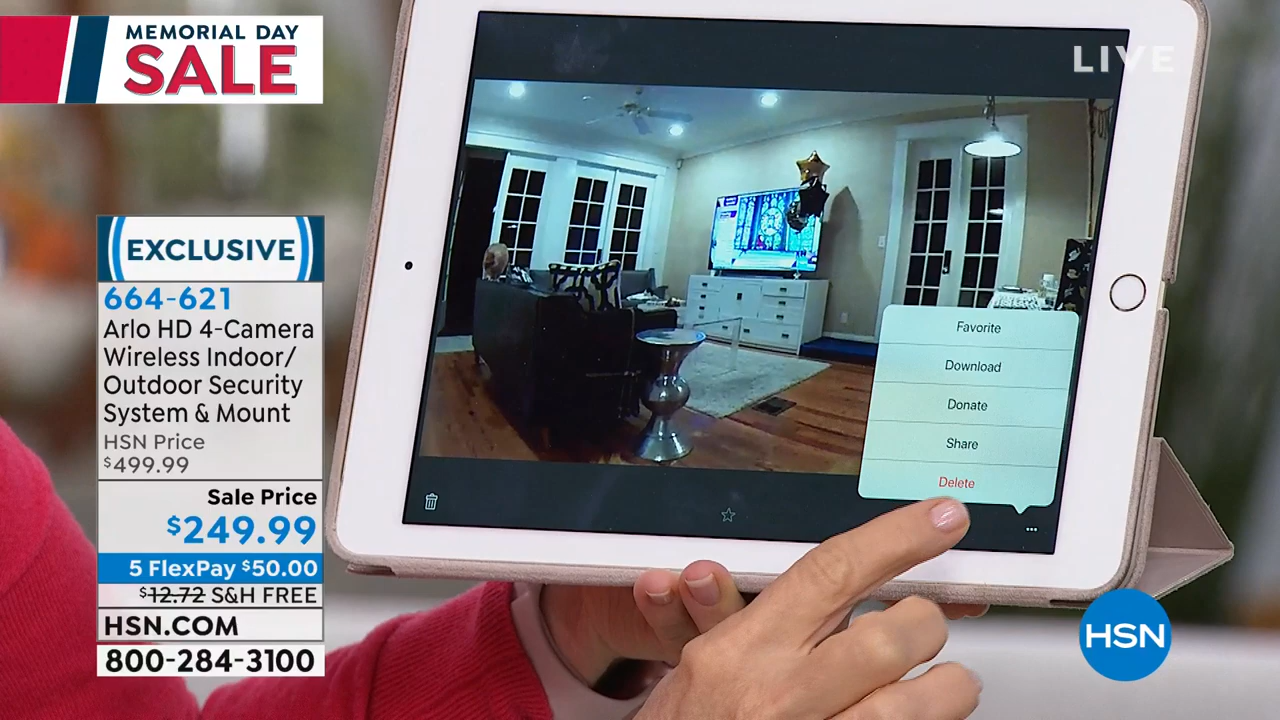 MEMORIAL DAY
SALE
LIVE
EXCLUSIVE
664-621
Arlo HD 4-Camera
Wireless Indoor/
Outdoor Security
System & Mount
HSN Price
$499.99
Sale Price
$249.99
5 FlexPay $50.00
$12.72 S&H FREE
HSN.COM
800-284-3100
Favorite
Download
Donate
Share
Delete
HSN